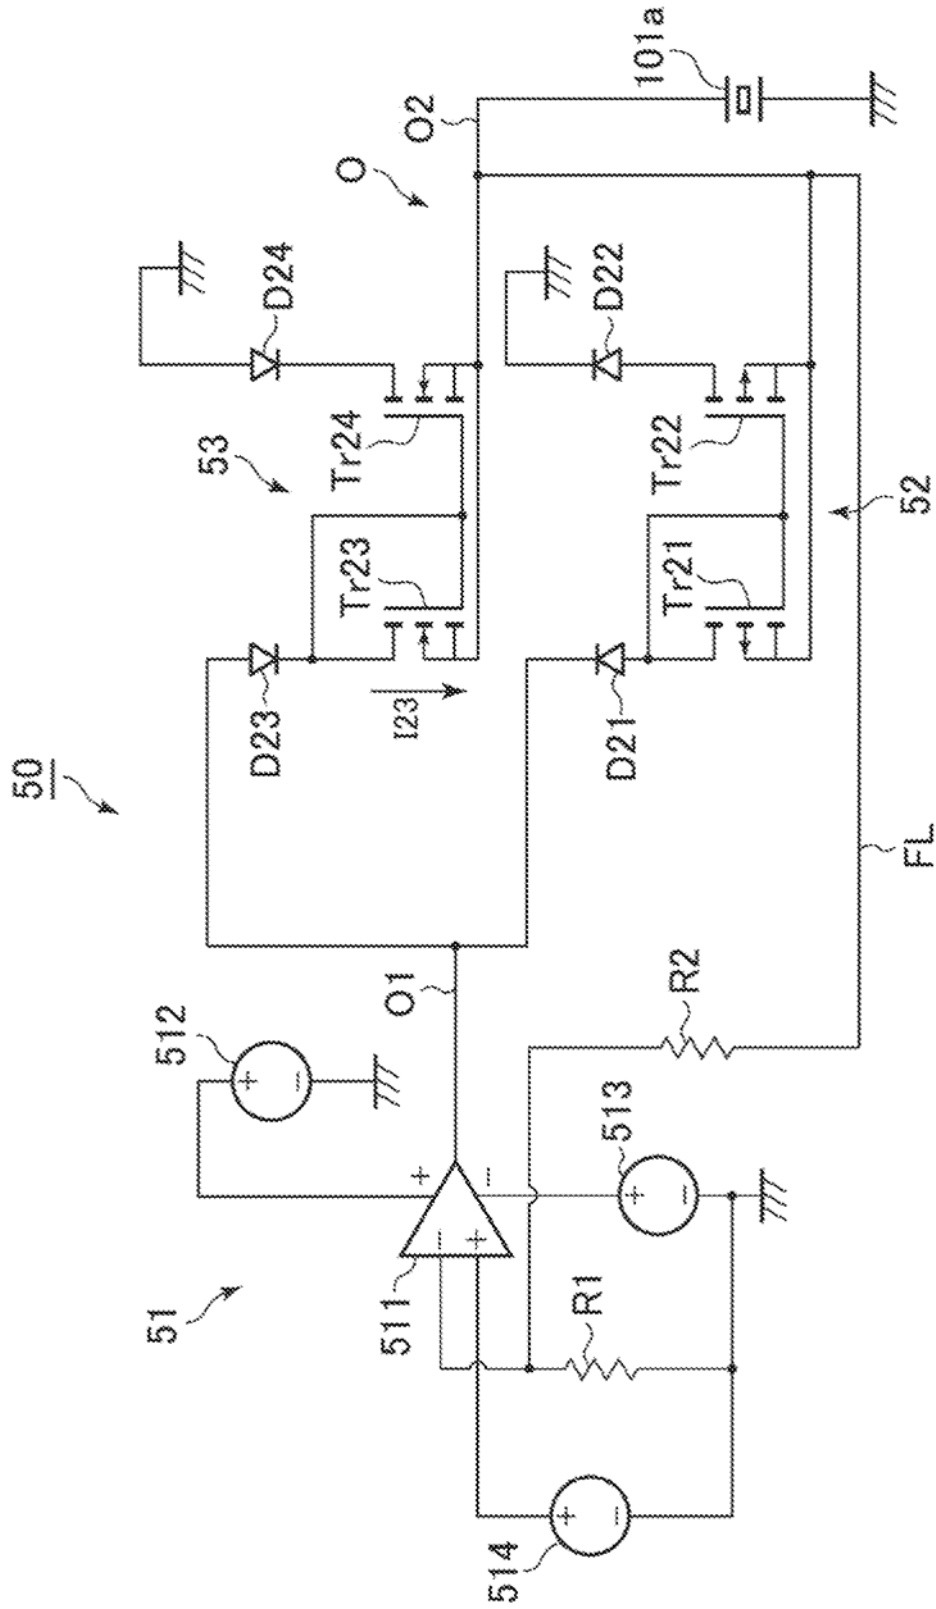 50
51
512
O1
511
+
−
−
+
+
−
513
+
−
514
+
−
R1
R2
FL
53
D23
D24
Tr23
Tr24
I23
O
O2
101a
D21
D22
Tr21
Tr22
52